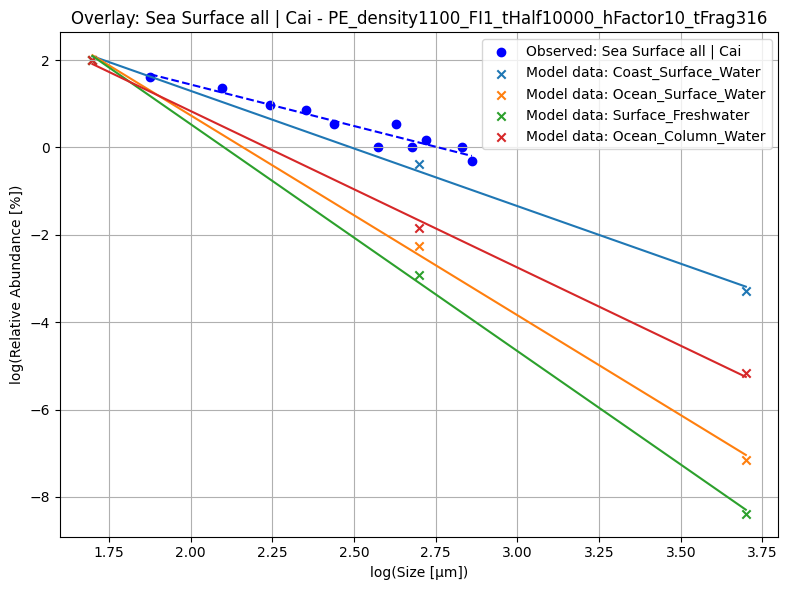 Overlay: Sea Surface all | Cai - PE_density1100_FI1_tHalf10000_hFactor10_tFrag316
Observed: Sea Surface all | Cai
Model data: Coast_Surface_Water
Model data: Ocean_Surface_Water
Model data: Surface_Freshwater
Model data: Ocean_Column_Water
log(Relative Abundance [%])
2
0
−2
−4
−6
−8
1.75
2.00
2.25
2.50
2.75
3.00
3.25
3.50
3.75
log(Size [μm])